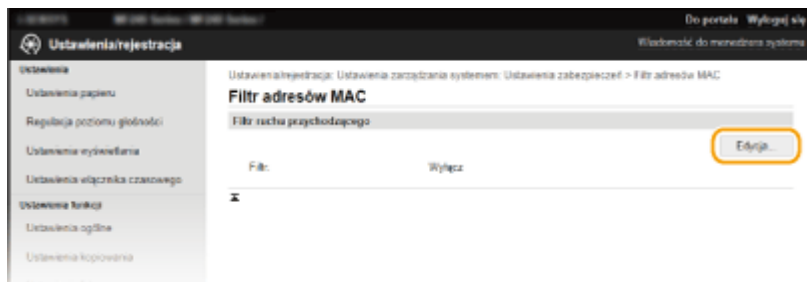 Do portalu Wyloguj się
Ustawienia/rejestracja
Wiadomość do menedżera systemu
Ustawienia
Ustawienia papieru
Regulacja poziomu głośności
Ustawienia wyświetlania
Ustawienia włącznika czasowego
Ustawienia funkcji
Ustawienia ogólne
Ustawienia kopiowania
Ustawienia/rejestracja: Ustawienia zarządzania systemem: Ustawienia zabezpieczeń > Filtr adresów MAC
Filtr adresów MAC
Filtr ruchu przychodzącego
Edycja...
Filtr: Wyłącz